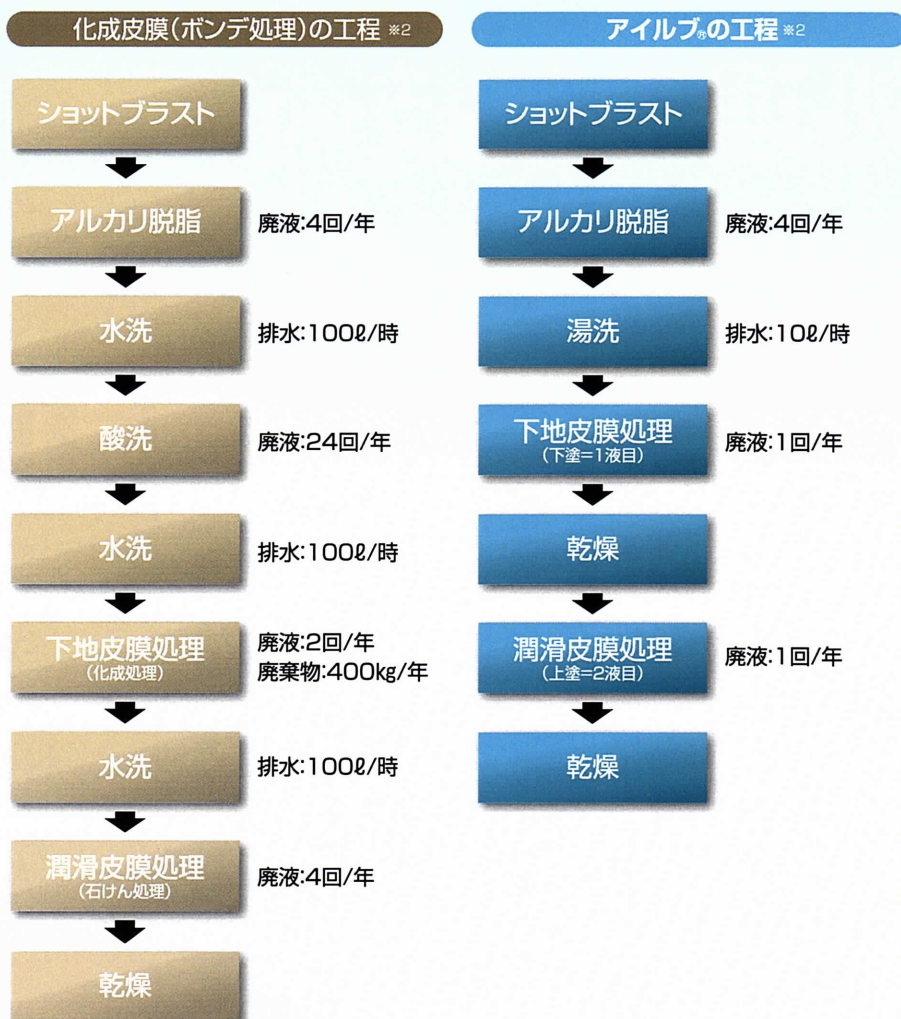 化成皮膜(ボンデ処理)の工程 ※2
ショットブラスト
アルカリ脱脂
廃液:4回/年
水洗
排水:100ℓ/時
酸洗
廃液:24回/年
水洗
排水:100ℓ/時
下地皮膜処理
(化成処理)
廃液:2回/年
廃棄物:400kg/年
水洗
排水:100ℓ/時
潤滑皮膜処理
(石けん処理)
廃液:4回/年
乾燥
アイルブ®の工程 ※2
ショットブラスト
アルカリ脱脂
廃液:4回/年
湯洗
排水:10ℓ/時
下地皮膜処理
(下塗=1液目)
廃液:1回/年
乾燥
潤滑皮膜処理
(上塗=2液目)
廃液:1回/年
乾燥